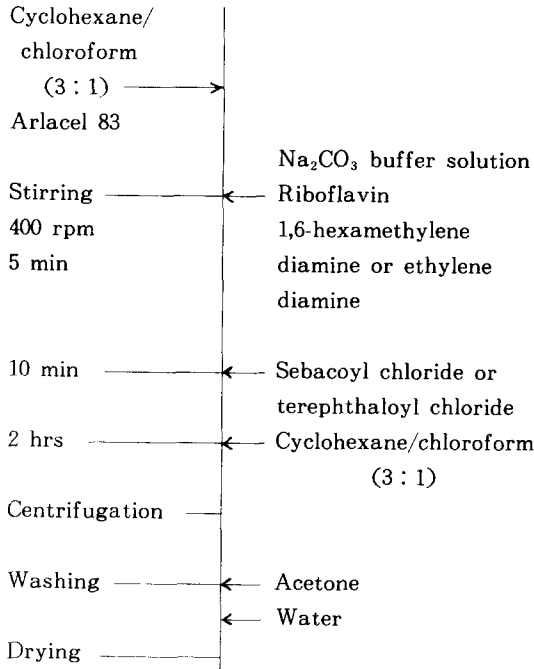 Cyclohexane/
chloroform
(3 : 1)
Arlacel 83
Na₂CO₃ buffer solution
Stirring
Riboflavin
400 rpm
1,6-hexamethylene
5 min
diamine or ethylene
diamine
10 min
Sebacoyl chloride or
terephthaloyl chloride
2 hrs
Cyclohexane/chloroform
(3 : 1)
Centrifugation
Washing
Acetone
Water
Drying